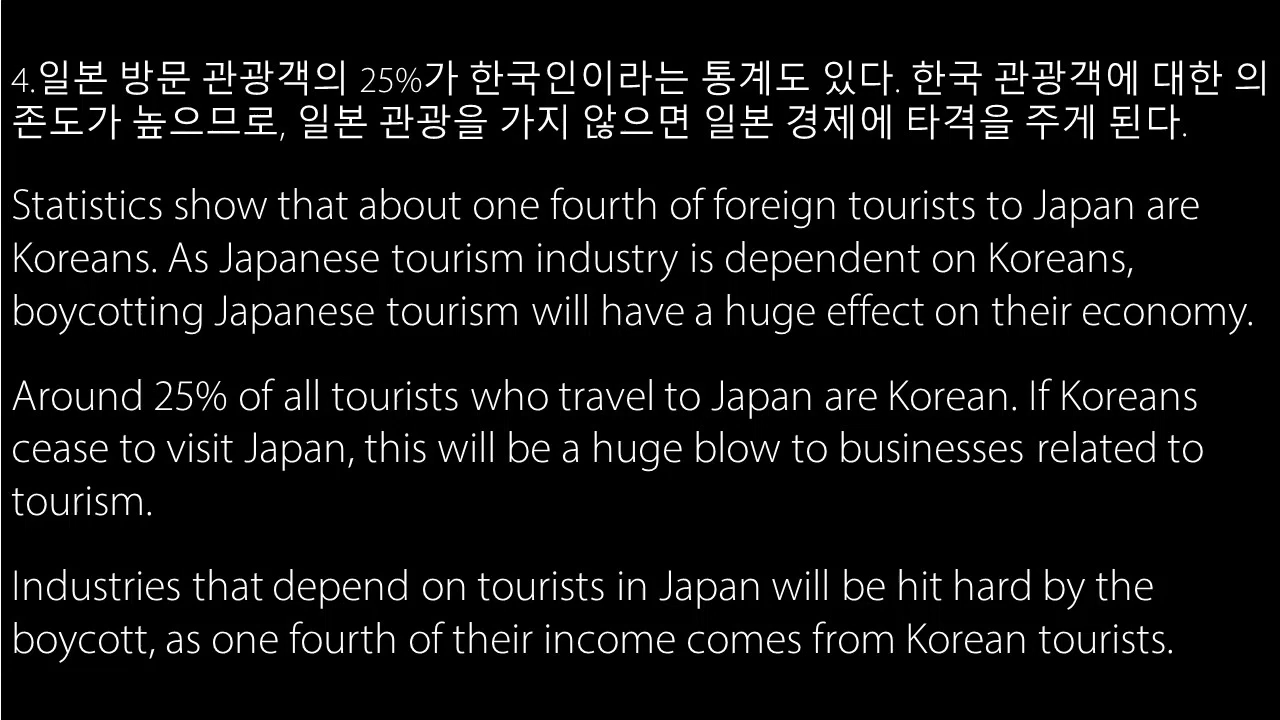 4.일본 방문 관광객의 25%가 한국인이라는 통계도 있다. 한국 관광객에 대한 의
존도가 높으므로, 일본 관광을 가지 않으면 일본 경제에 타격을 주게 된다.
Statistics show that about one fourth of foreign tourists to Japan are
Koreans. As Japanese tourism industry is dependent on Koreans,
boycotting Japanese tourism will have a huge effect on their economy.
Around 25% of all tourists who travel to Japan are Korean. If Koreans
cease to visit Japan, this will be a huge blow to businesses related to
tourism.
Industries that depend on tourists in Japan will be hit hard by the
boycott, as one fourth of their income comes from Korean tourists.